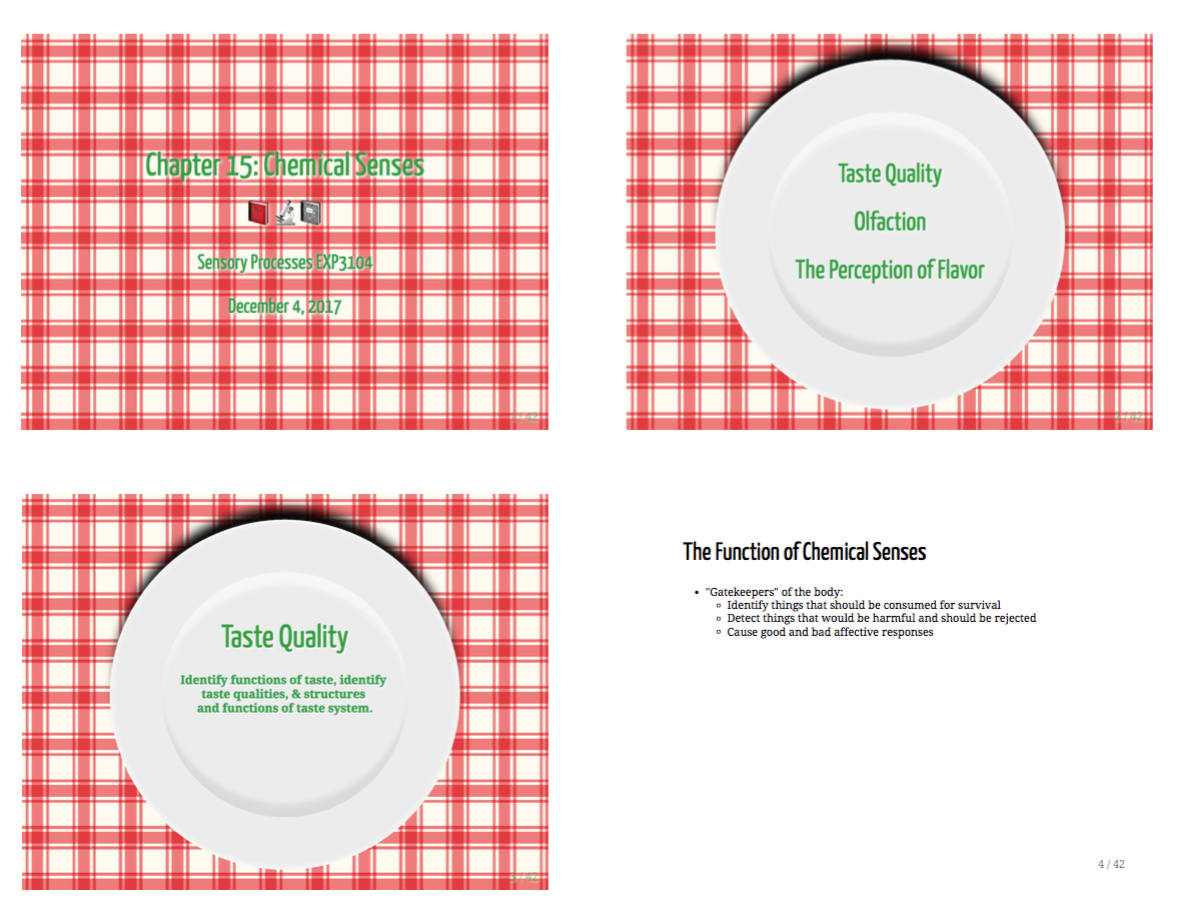 Chapter 15: Chemical Senses
Sensory Processes EXP3104
December 4, 2017
1 / 42
Taste Quality
Olfaction
The Perception of Flavor
2 / 42
Taste Quality
Identify functions of taste, identify
taste qualities, & structures
and functions of taste system.
3 / 42
The Function of Chemical Senses
• "Gatekeepers" of the body:
◦ Identify things that should be consumed for survival
◦ Detect things that would be harmful and should be rejected
◦ Cause good and bad affective responses
4 / 42